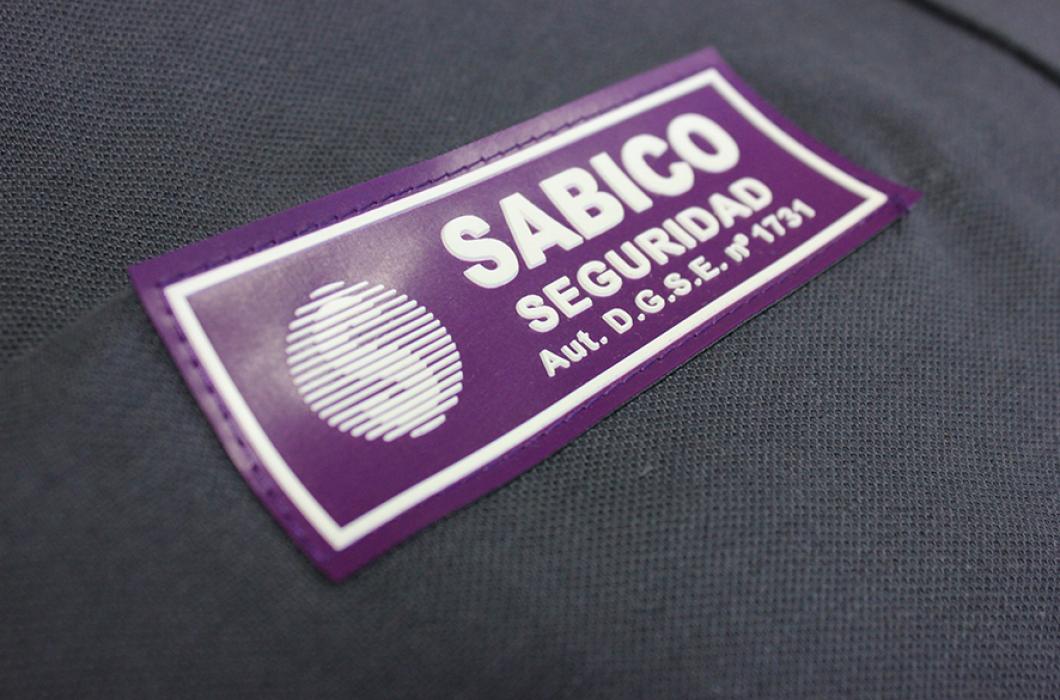 SABICO
SEGURIDAD
Aut. D.G.S.E. nº 1731